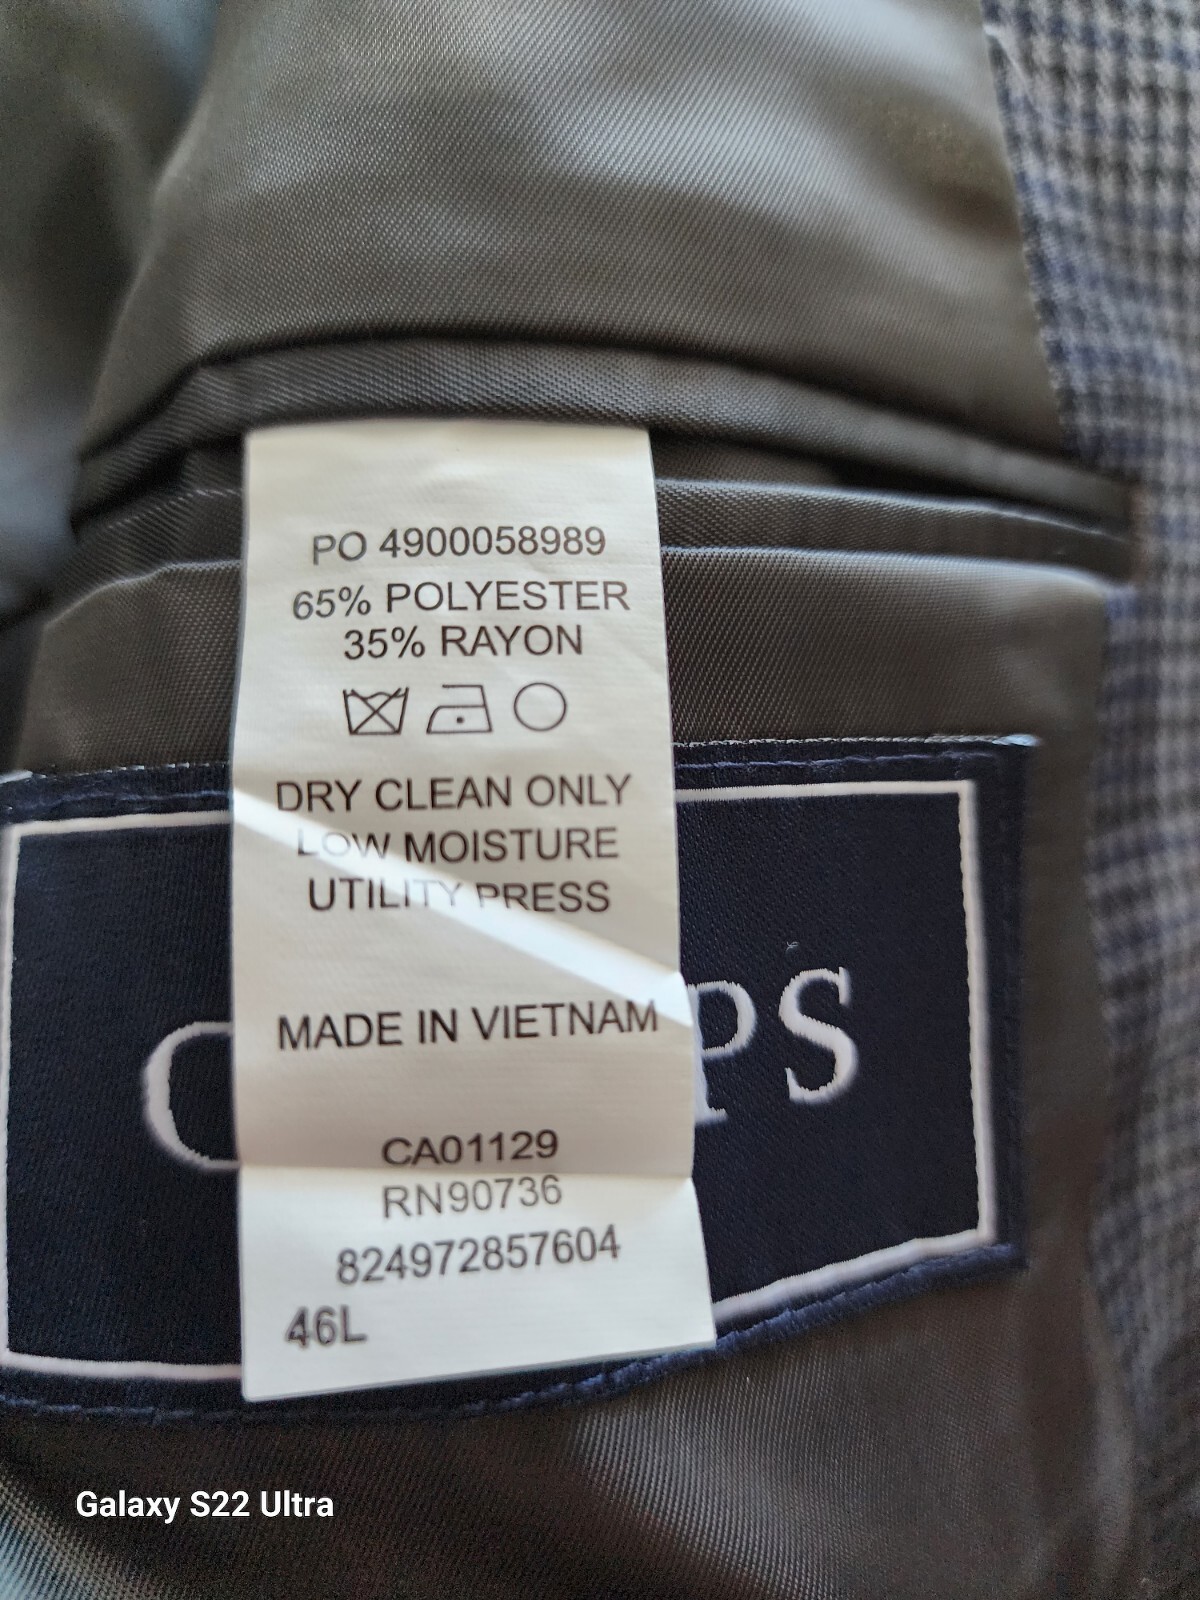 PO 4900058989
65% POLYESTER
35% RAYON
DRY CLEAN ONLY
LOW MOISTURE
UTILITY PRESS
MADE IN VIETNAM
CA01129
RN90736
824972857604
46L
Galaxy S22 Ultra